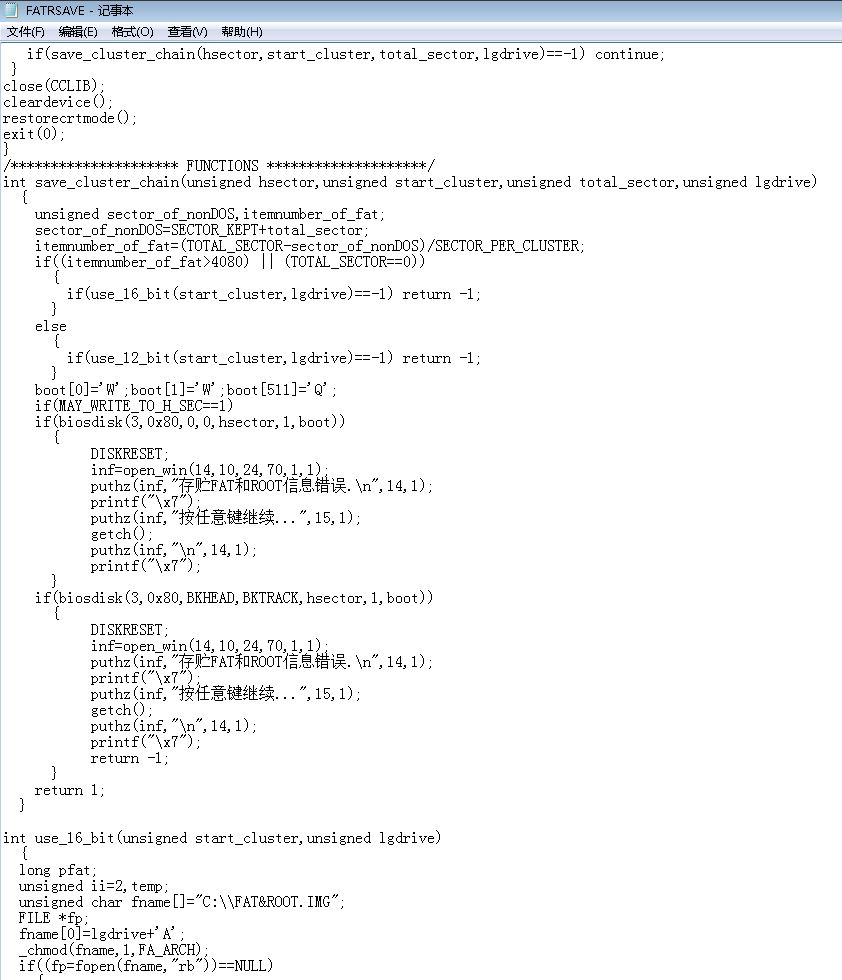 FATRSAVE - 记事本
文件(F) 编辑(E) 格式(O) 查看(V) 帮助(H)
if(save_cluster_chain(hsector,start_cluster,total_sector,lgdrive)==-1) continue;
}
close(CCLIB);
cleardevice();
restorecrtmode();
exit(0);
}
/********************* FUNCTIONS ********************/
int save_cluster_chain(unsigned hsector,unsigned start_cluster,unsigned total_sector,unsigned lgdrive)
{
unsigned sector_of_nonDOS,itemnumber_of_fat;
sector_of_nonDOS=SECTOR_KEPT+total_sector;
itemnumber_of_fat=(TOTAL_SECTOR-sector_of_nonDOS)/SECTOR_PER_CLUSTER;
if((itemnumber_of_fat>4080) || (TOTAL_SECTOR==0))
{
if(use_16_bit(start_cluster,lgdrive)==-1) return -1;
}
else
{
if(use_12_bit(start_cluster,lgdrive)==-1) return -1;
}
boot[0]='W';boot[1]='W';boot[511]='Q';
if(MAY_WRITE_TO_H_SEC==1)
if(biosdisk(3,0x80,0,0,hsector,1,boot))
{
DISKRESET;
inf=open_win(14,10,24,70,1,1);
puthz(inf,"存贮FAT和ROOT信息错误.\n",14,1);
printf("\x7");
puthz(inf,"按任意键继续...",15,1);
getch();
puthz(inf,"\n",14,1);
printf("\x7");
}
if(biosdisk(3,0x80,BKHEAD,BKTRACK,hsector,1,boot))
{
DISKRESET;
inf=open_win(14,10,24,70,1,1);
puthz(inf,"存贮FAT和ROOT信息错误.\n",14,1);
printf("\x7");
puthz(inf,"按任意键继续...",15,1);
getch();
puthz(inf,"\n",14,1);
printf("\x7");
return -1;
}
return 1;
}
int use_16_bit(unsigned start_cluster,unsigned lgdrive)
{
long pfat;
unsigned ii=2,temp;
unsigned char fname[]="C:\\FAT&ROOT.IMG";
FILE *fp;
fname[0]=lgdrive+'A';
_chmod(fname,1,FA_ARCH);
if((fp=fopen(fname,"rb"))==NULL)